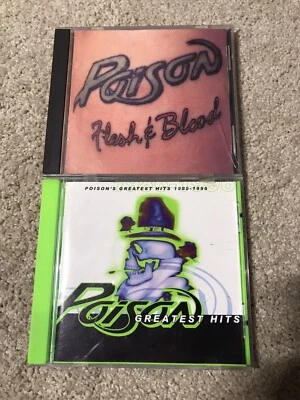 POISON
Flesh & Blood
POISON'S GREATEST HITS 1986-1996
POISON
GREATEST HITS